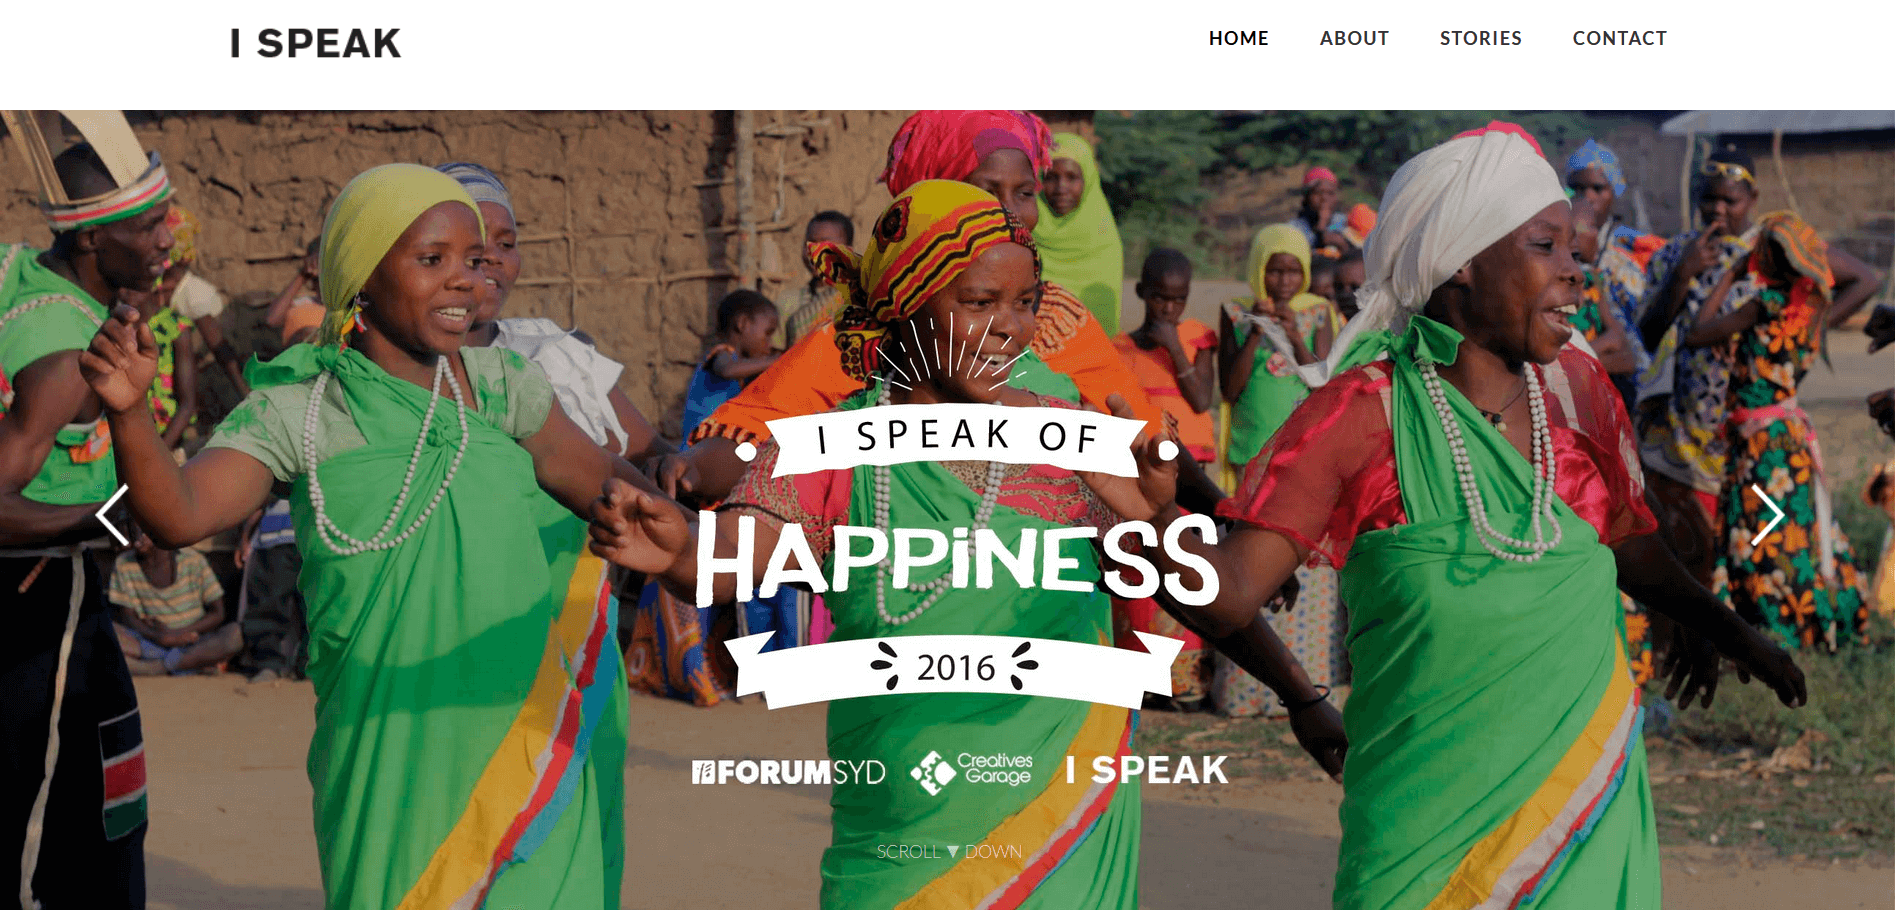 I SPEAK
HOME ABOUT STORIES CONTACT
I SPEAK OF
HAPPiNESS
2016
FORUMSYD Creatives Garage I SPEAK
SCROLL ▼ DOWN